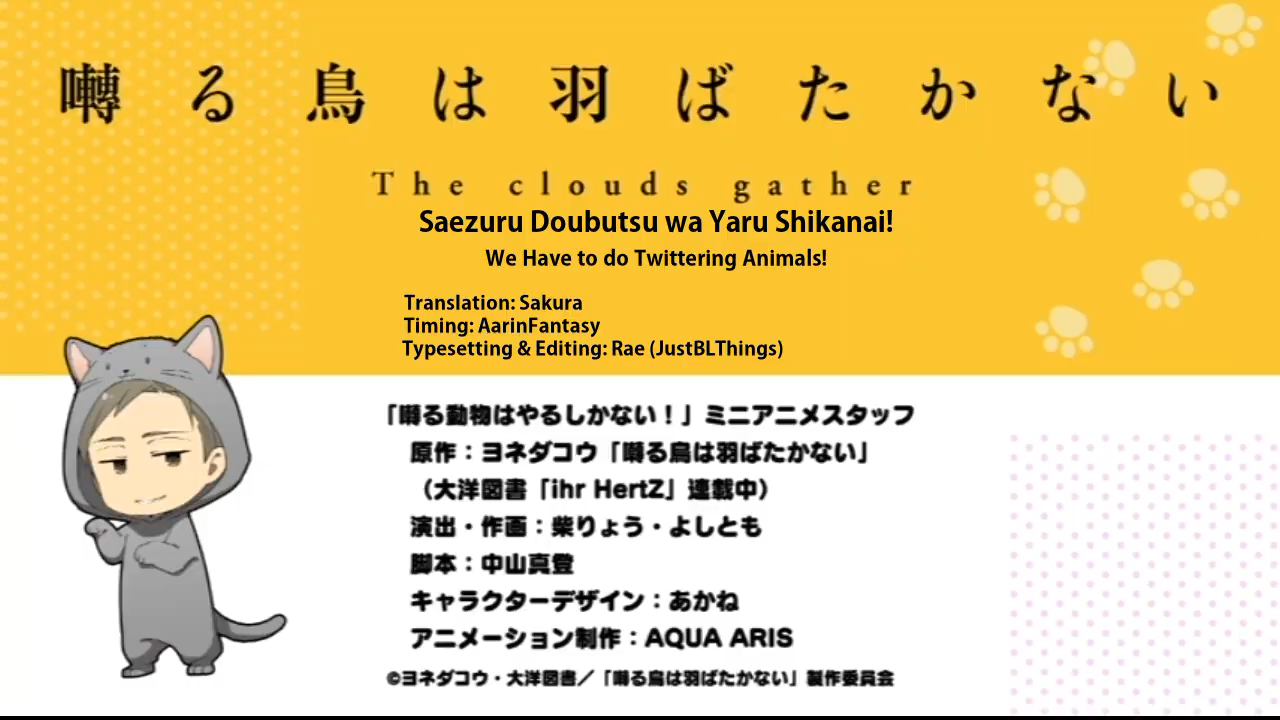 囀る鳥は羽ばたかない
The clouds gather
Saezuru Doubutsu wa Yaru Shikanai!
We Have to do Twittering Animals!
Translation: Sakura
Timing: AarinFantasy
Typesetting & Editing: Rae (JustBLThings)
「囀る動物はやるしかない！」ミニアニメスタッフ
原作：ヨネダコウ「囀る鳥は羽ばたかない」
（大洋図書「ihr HertZ」連載中）
演出・作画：柴りょう・よしとも
脚本：中山真登
キャラクターデザイン：あかね
アニメーション制作：AQUA ARIS
©ヨネダコウ・大洋図書／「囀る鳥は羽ばたかない」製作委員会